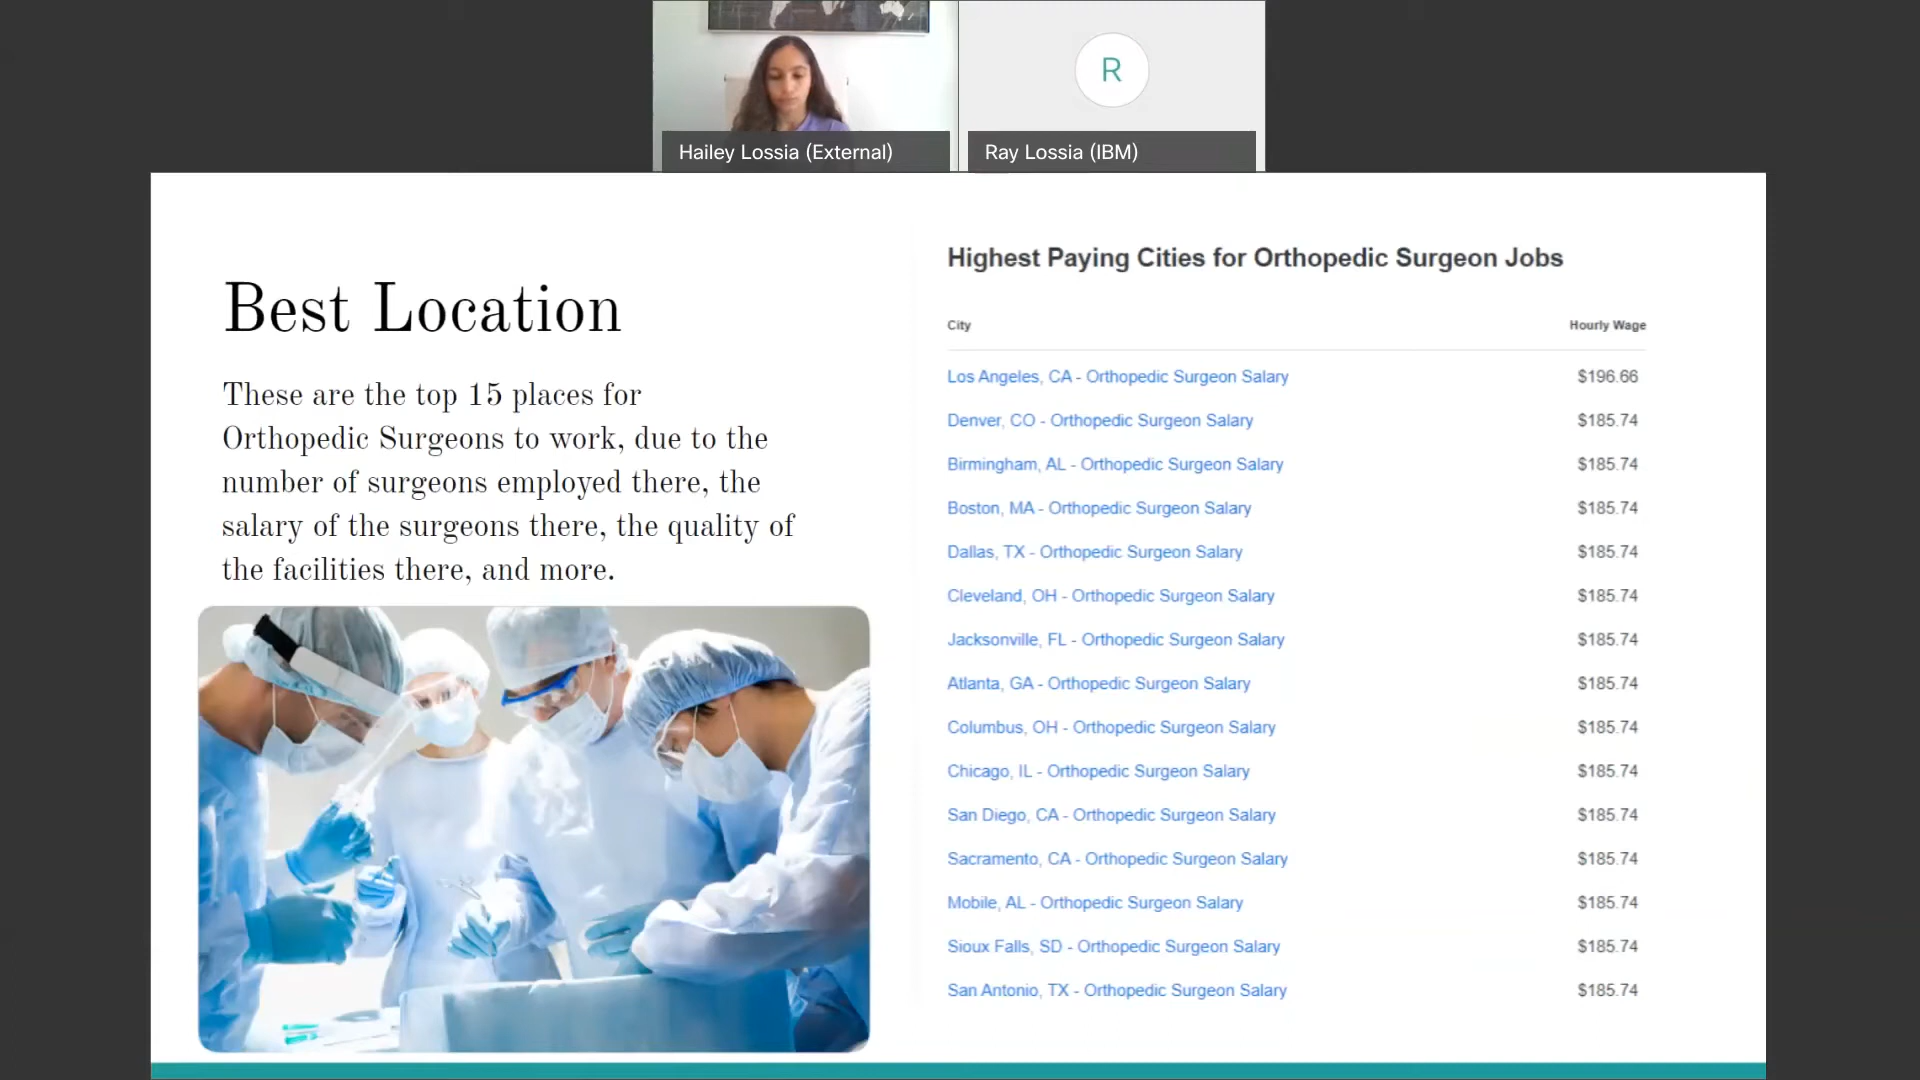 R
Hailey Lossia (External)
Ray Lossia (IBM)
Best Location
These are the top 15 places for
Orthopedic Surgeons to work, due to the
number of surgeons employed there, the
salary of the surgeons there, the quality of
the facilities there, and more.
Highest Paying Cities for Orthopedic Surgeon Jobs
City Hourly Wage
Los Angeles, CA - Orthopedic Surgeon Salary $196.66
Denver, CO - Orthopedic Surgeon Salary $185.74
Birmingham, AL - Orthopedic Surgeon Salary $185.74
Boston, MA - Orthopedic Surgeon Salary $185.74
Dallas, TX - Orthopedic Surgeon Salary $185.74
Cleveland, OH - Orthopedic Surgeon Salary $185.74
Jacksonville, FL - Orthopedic Surgeon Salary $185.74
Atlanta, GA - Orthopedic Surgeon Salary $185.74
Columbus, OH - Orthopedic Surgeon Salary $185.74
Chicago, IL - Orthopedic Surgeon Salary $185.74
San Diego, CA - Orthopedic Surgeon Salary $185.74
Sacramento, CA - Orthopedic Surgeon Salary $185.74
Mobile, AL - Orthopedic Surgeon Salary $185.74
Sioux Falls, SD - Orthopedic Surgeon Salary $185.74
San Antonio, TX - Orthopedic Surgeon Salary $185.74